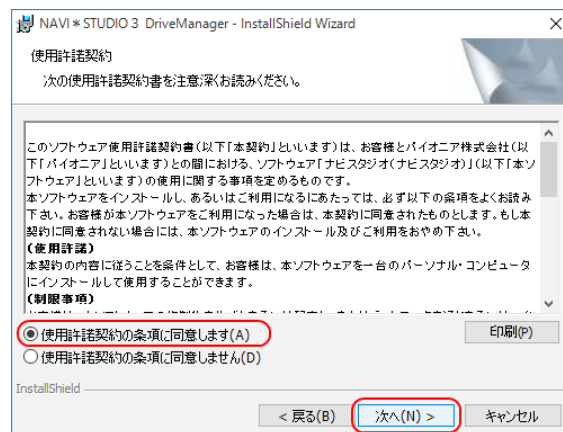 NAVI＊STUDIO 3 DriveManager - InstallShield Wizard
使用許諾契約
次の使用許諾契約書を注意深くお読みください。
このソフトウェア使用許諾契約書(以下「本契約」といいます)は、お客様とパイオニア株式会社(以
下「パイオニア」といいます)との間における、ソフトウェア「ナビスタジオ(ナビスタジオ)」(以下「本ソ
フトウェア」といいます)の使用に関する事項を定めるものです。
本ソフトウェアをインストールし、あるいはご利用になるにあたっては、必ず以下の条項をよくお読み
下さい。お客様が本ソフトウェアをご利用になった場合は、本契約に同意されたものとします。もし本
契約に同意されない場合には、本ソフトウェアのインストール及びご利用をおやめ下さい。
(使用許諾)
本契約の内容に従うことを条件として、お客様は、本ソフトウェアを一台のパーソナル・コンピュータ
にインストールして使用することができます。
(制限事項)
使用許諾契約の条項に同意します(A)
印刷(P)
使用許諾契約の条項に同意しません(D)
InstallShield
< 戻る(B)
次へ(N) >
キャンセル